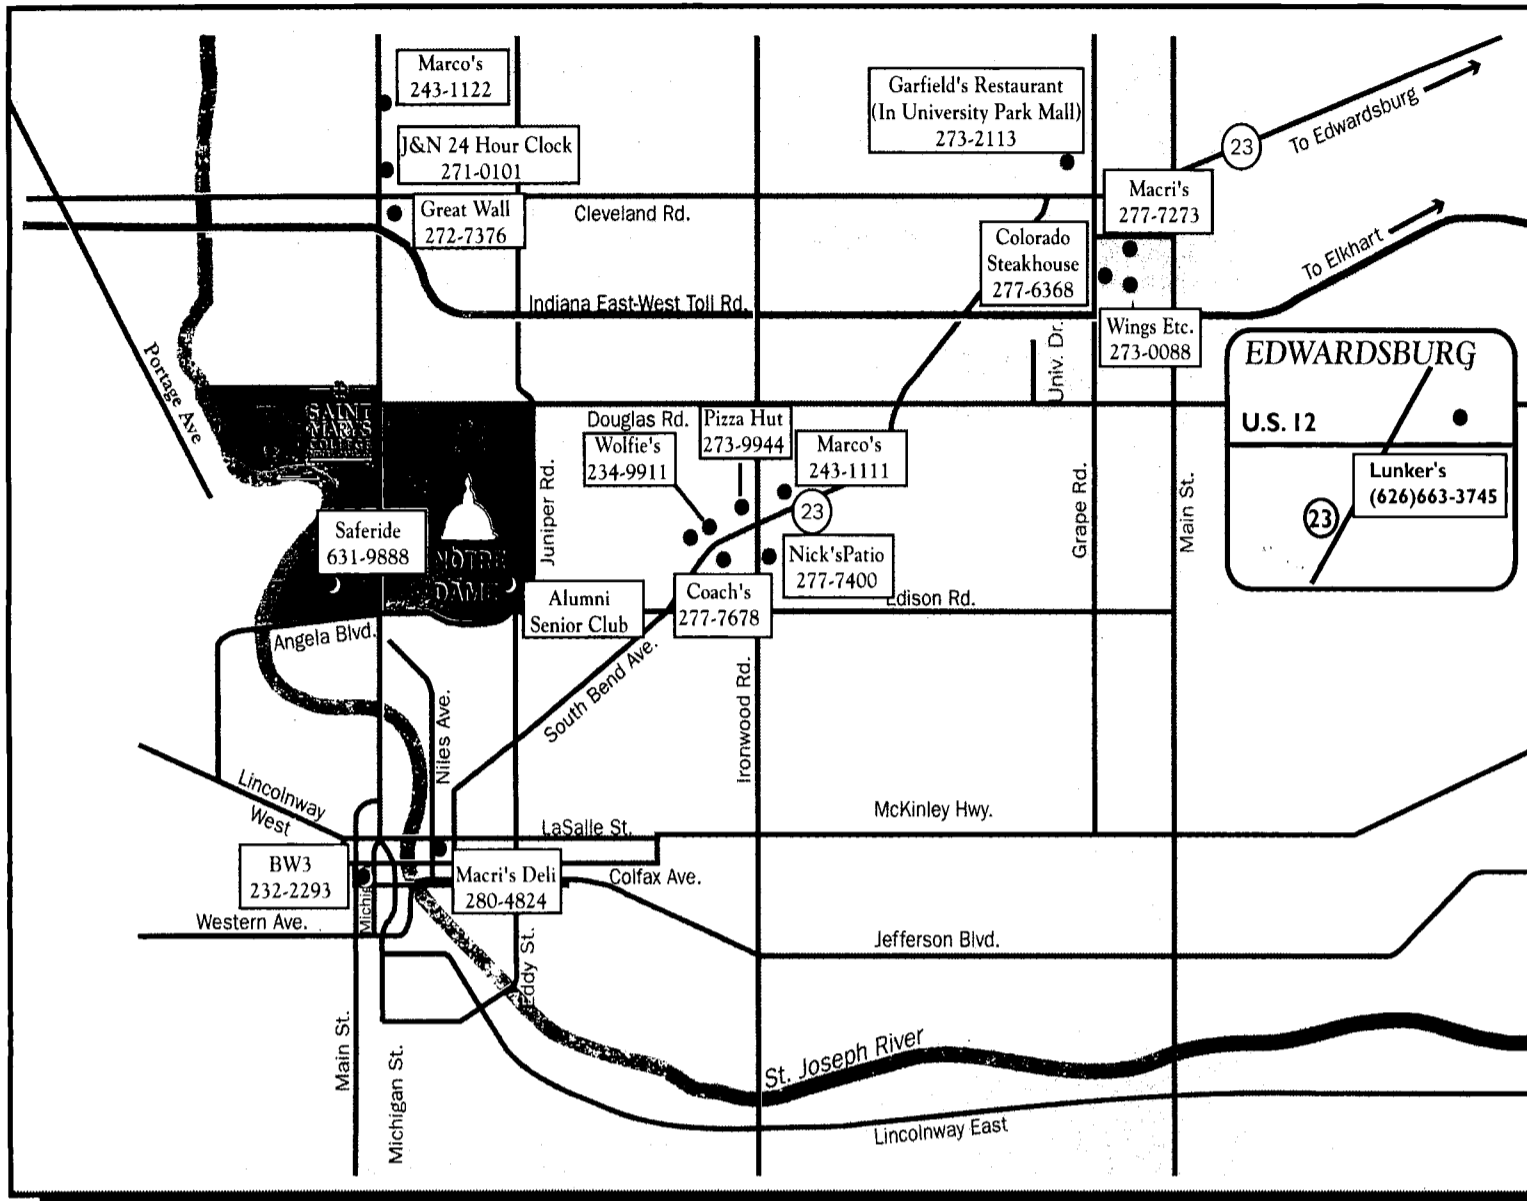 Marco's
243-1122
J&N 24 Hour Clock
271-0101
Great Wall
272-7376
Cleveland Rd.
Garfield's Restaurant
(In University Park Mall)
273-2113
23
To Edwardsburg
Macri's
277-7273
Colorado
Steakhouse
277-6368
To Elkhart
Indiana East-West Toll Rd.
Wings Etc.
273-0088
Univ. Dr.
Portage Ave
EDWARDSBURG
U.S. 12
Lunker's
(626)663-3745
23
SAINT
MARY'S
COLLEGE
Douglas Rd.
Pizza Hut
273-9944
Wolfie's
234-9911
Marco's
243-1111
23
Juniper Rd.
Grape Rd.
Main St.
Saferide
631-9888
NOTRE
DAME
Nick'sPatio
277-7400
Alumni
Senior Club
Coach's
277-7678
Edison Rd.
Angela Blvd.
South Bend Ave.
Ironwood Rd.
Niles Ave.
Lincolnway
West
LaSalle St.
McKinley Hwy.
BW3
232-2293
Michig
Macri's Deli
280-4824
Colfax Ave.
Western Ave.
Jefferson Blvd.
Eddy St.
Main St.
Michigan St.
St. Joseph River
Lincolnway East